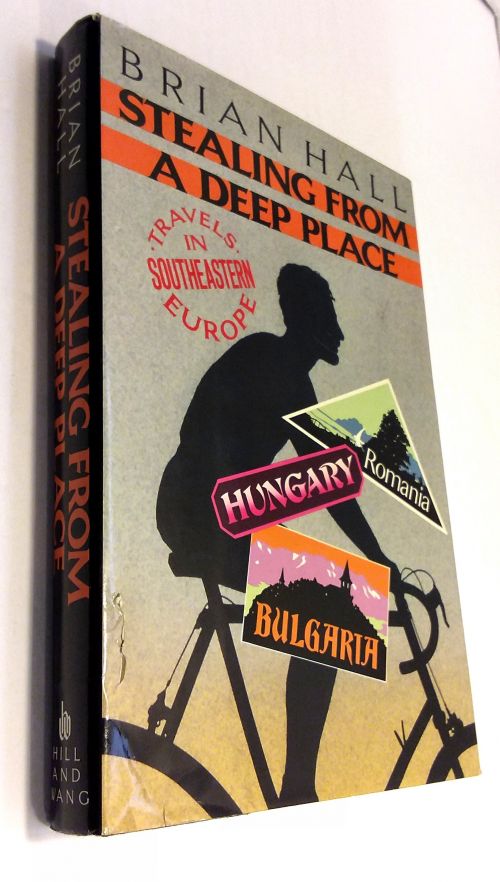 BRIAN HALL
STEALING FROM
A DEEP PLACE
TRAVELS
IN
SOUTHEASTERN
EUROPE
Romania
HUNGARY
BULGARIA
BRIAN
HALL
STEALING FROM
A DEEP PLACE
HILL
AND
WANG